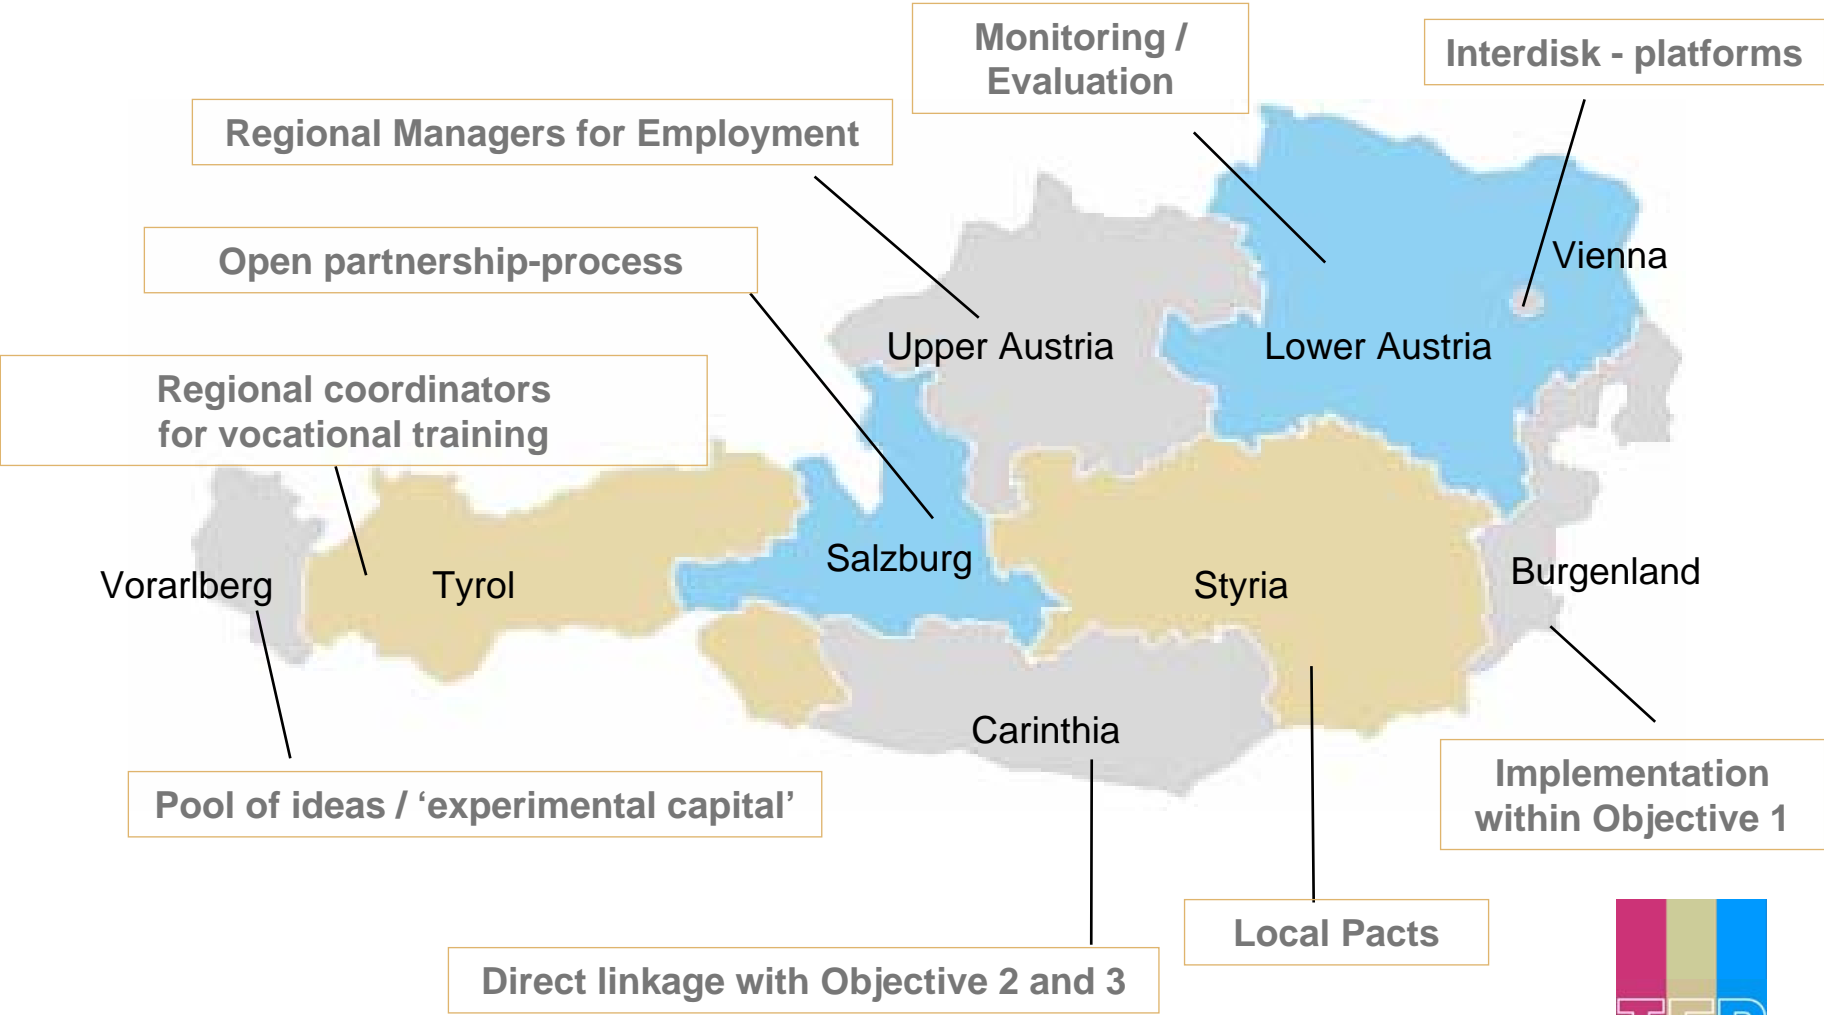 Monitoring /
Evaluation
Interdisk - platforms
Regional Managers for Employment
Open partnership-process
Vienna
Upper Austria
Lower Austria
Regional coordinators
for vocational training
Salzburg
Vorarlberg
Tyrol
Styria
Burgenland
Carinthia
Pool of ideas / ‘experimental capital’
Implementation
within Objective 1
Local Pacts
Direct linkage with Objective 2 and 3
TEP